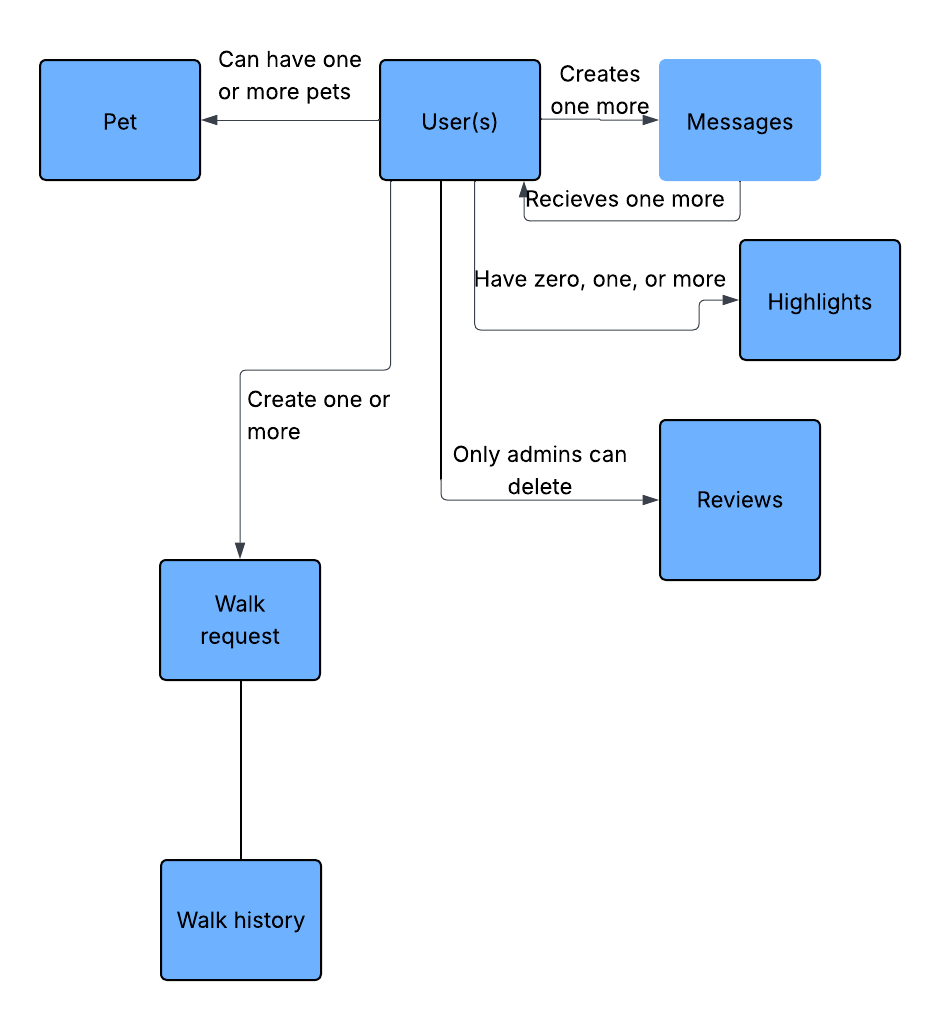 Can have one
or more pets
Pet
User(s)
Creates
one more
Messages
Recieves one more
Have zero, one, or more
Highlights
Create one or
more
Only admins can
delete
Reviews
Walk
request
Walk history